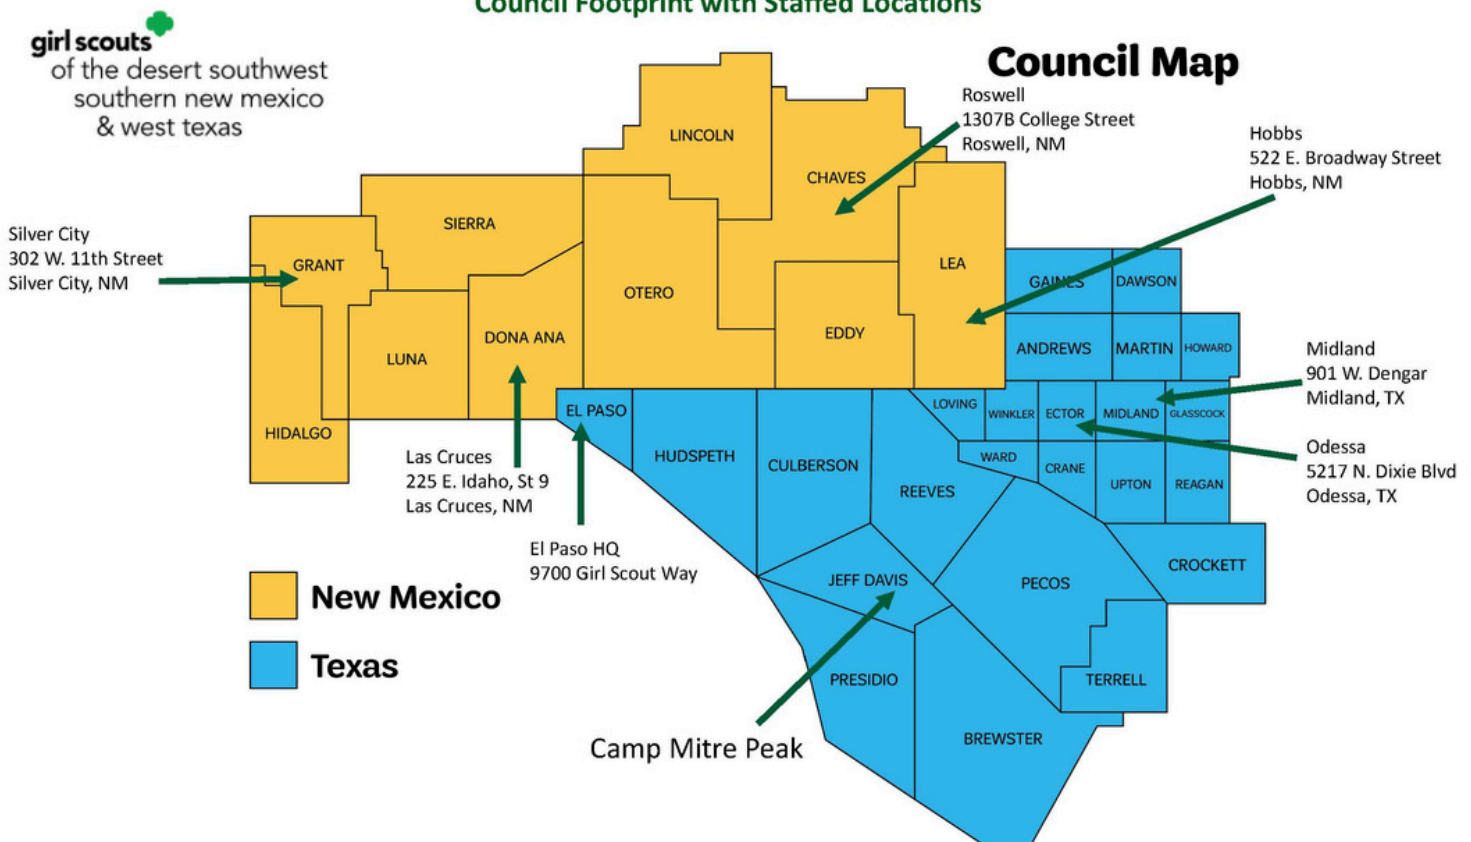 Council Footprint with Staffed Locations
girl scouts
of the desert southwest
southern new mexico
& west texas
Council Map
Roswell
1307B College Street
Roswell, NM
Hobbs
522 E. Broadway Street
Hobbs, NM
Silver City
302 W. 11th Street
Silver City, NM
LINCOLN
CHAVES
SIERRA
GRANT
LEA
OTERO
DONA ANA
EDDY
LUNA
HIDALGO
GAINES
DAWSON
ANDREWS
MARTIN
HOWARD
Midland
901 W. Dengar
Midland, TX
EL PASO
LOVING
WINKLER
ECTOR
MIDLAND
GLASSCOCK
HUDSPETH
CULBERSON
WARD
CRANE
REEVES
UPTON
REAGAN
Odessa
5217 N. Dixie Blvd
Odessa, TX
Las Cruces
225 E. Idaho, St 9
Las Cruces, NM
El Paso HQ
9700 Girl Scout Way
JEFF DAVIS
PECOS
CROCKETT
New Mexico
Texas
PRESIDIO
TERRELL
BREWSTER
Camp Mitre Peak